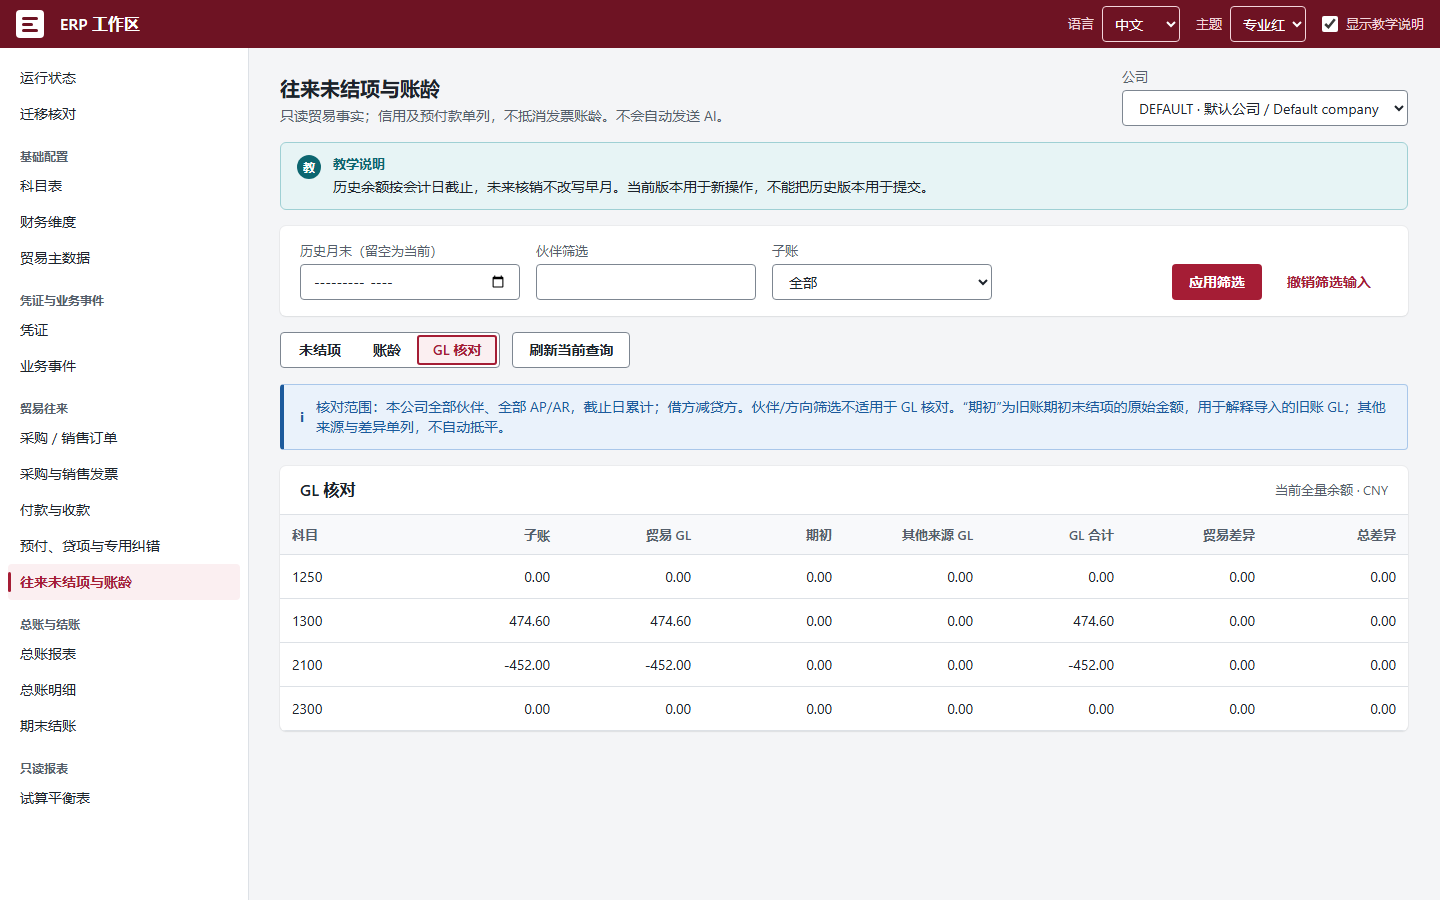 ERP 工作区
语言 中文 主题 专业红 显示教学说明
运行状态
迁移核对
基础配置
科目表
财务维度
贸易主数据
凭证与业务事件
凭证
业务事件
贸易往来
采购 / 销售订单
采购与销售发票
付款与收款
预付、贷项与专用纠错
往来未结项与账龄
总账与结账
总账报表
总账明细
期末结账
只读报表
试算平衡表
往来未结项与账龄
只读贸易事实；信用及预付款单列，不抵消发票账龄。不会自动发送 AI。
公司
DEFAULT · 默认公司 / Default company
教 教学说明
历史余额按会计日截止，未来核销不改写早月。当前版本用于新操作，不能把历史版本用于提交。
历史月末（留空为当前） 伙伴筛选 子账
--------- ---- 全部 应用筛选 撤销筛选输入
未结项 账龄 GL 核对 刷新当前查询
i 核对范围：本公司全部伙伴、全部 AP/AR，截止日累计；借方减贷方。伙伴/方向筛选不适用于 GL 核对。“期初”为旧账期初未结项的原始金额，用于解释导入的旧账 GL；其他
来源与差异单列，不自动抵平。
GL 核对 当前全量余额 · CNY
科目 子账 贸易 GL 期初 其他来源 GL GL 合计 贸易差异 总差异
1250 0.00 0.00 0.00 0.00 0.00 0.00 0.00
1300 474.60 474.60 0.00 0.00 474.60 0.00 0.00
2100 -452.00 -452.00 0.00 0.00 -452.00 0.00 0.00
2300 0.00 0.00 0.00 0.00 0.00 0.00 0.00